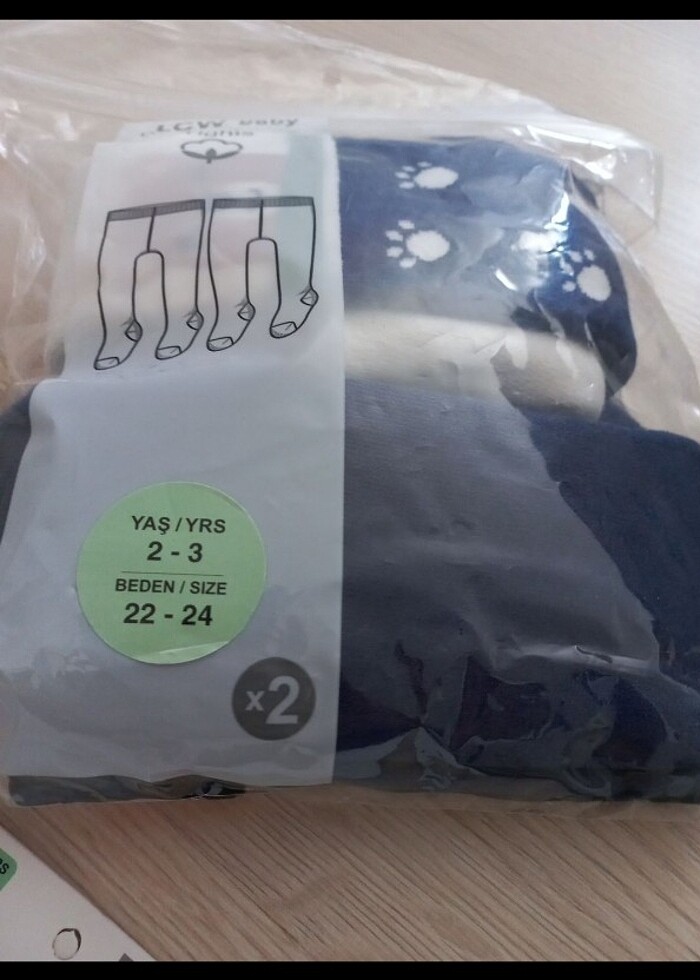 LCW baby
YAŞ / YRS
2 - 3
BEDEN / SIZE
22 - 24
x2